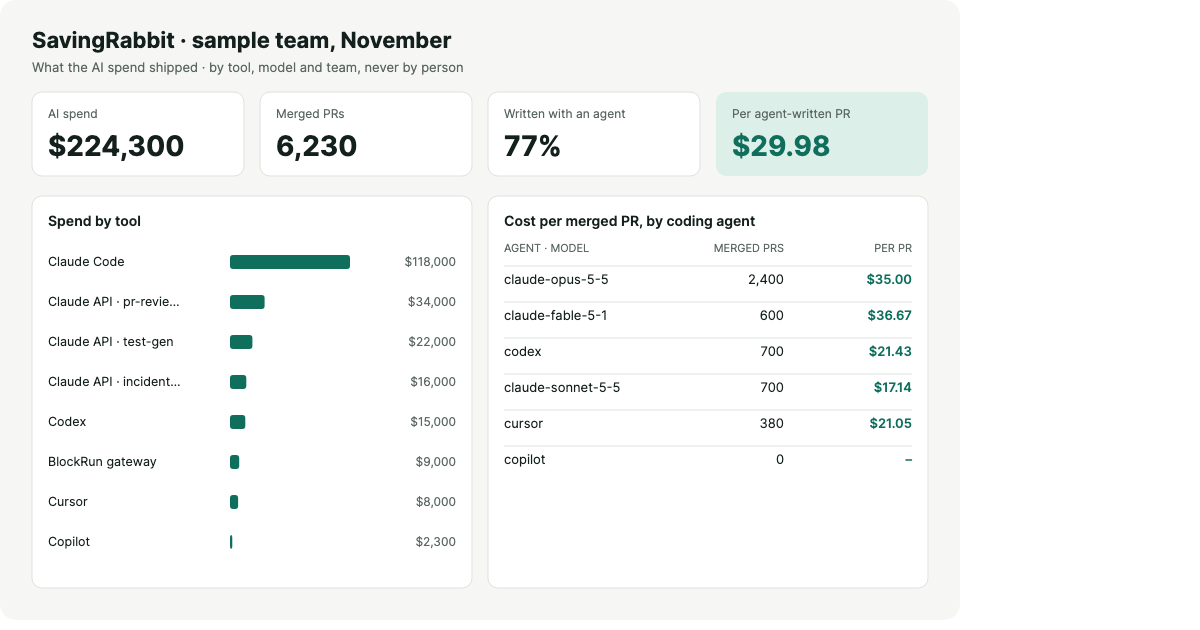 SavingRabbit · sample team, November
What the AI spend shipped · by tool, model and team, never by person
AI spend
$224,300
Merged PRs
6,230
Written with an agent
77%
Per agent-written PR
$29.98
Spend by tool
Claude Code $118,000
Claude API · pr-revie... $34,000
Claude API · test-gen $22,000
Claude API · incident... $16,000
Codex $15,000
BlockRun gateway $9,000
Cursor $8,000
Copilot $2,300
Cost per merged PR, by coding agent
AGENT · MODEL MERGED PRS PER PR
claude-opus-5-5 2,400 $35.00
claude-fable-5-1 600 $36.67
codex 700 $21.43
claude-sonnet-5-5 700 $17.14
cursor 380 $21.05
copilot 0 –